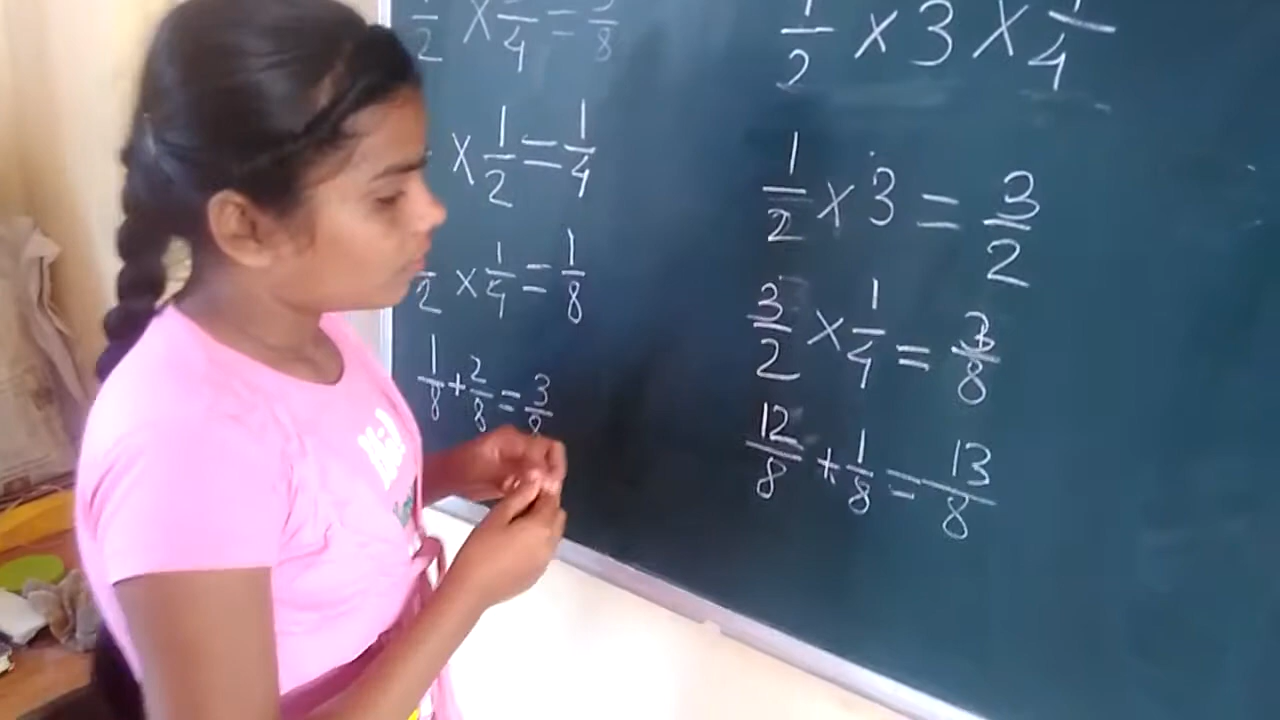 1/2 × 3/4 = 3/8
× 1/2 = 1/4
1/2 × 1/4 = 1/8
1/8 + 2/8 = 3/8
1/2 × 3 × 1/4
1/2 × 3 = 3/2
3/2 × 1/4 = 3/8
12/8 + 1/8 = 13/8